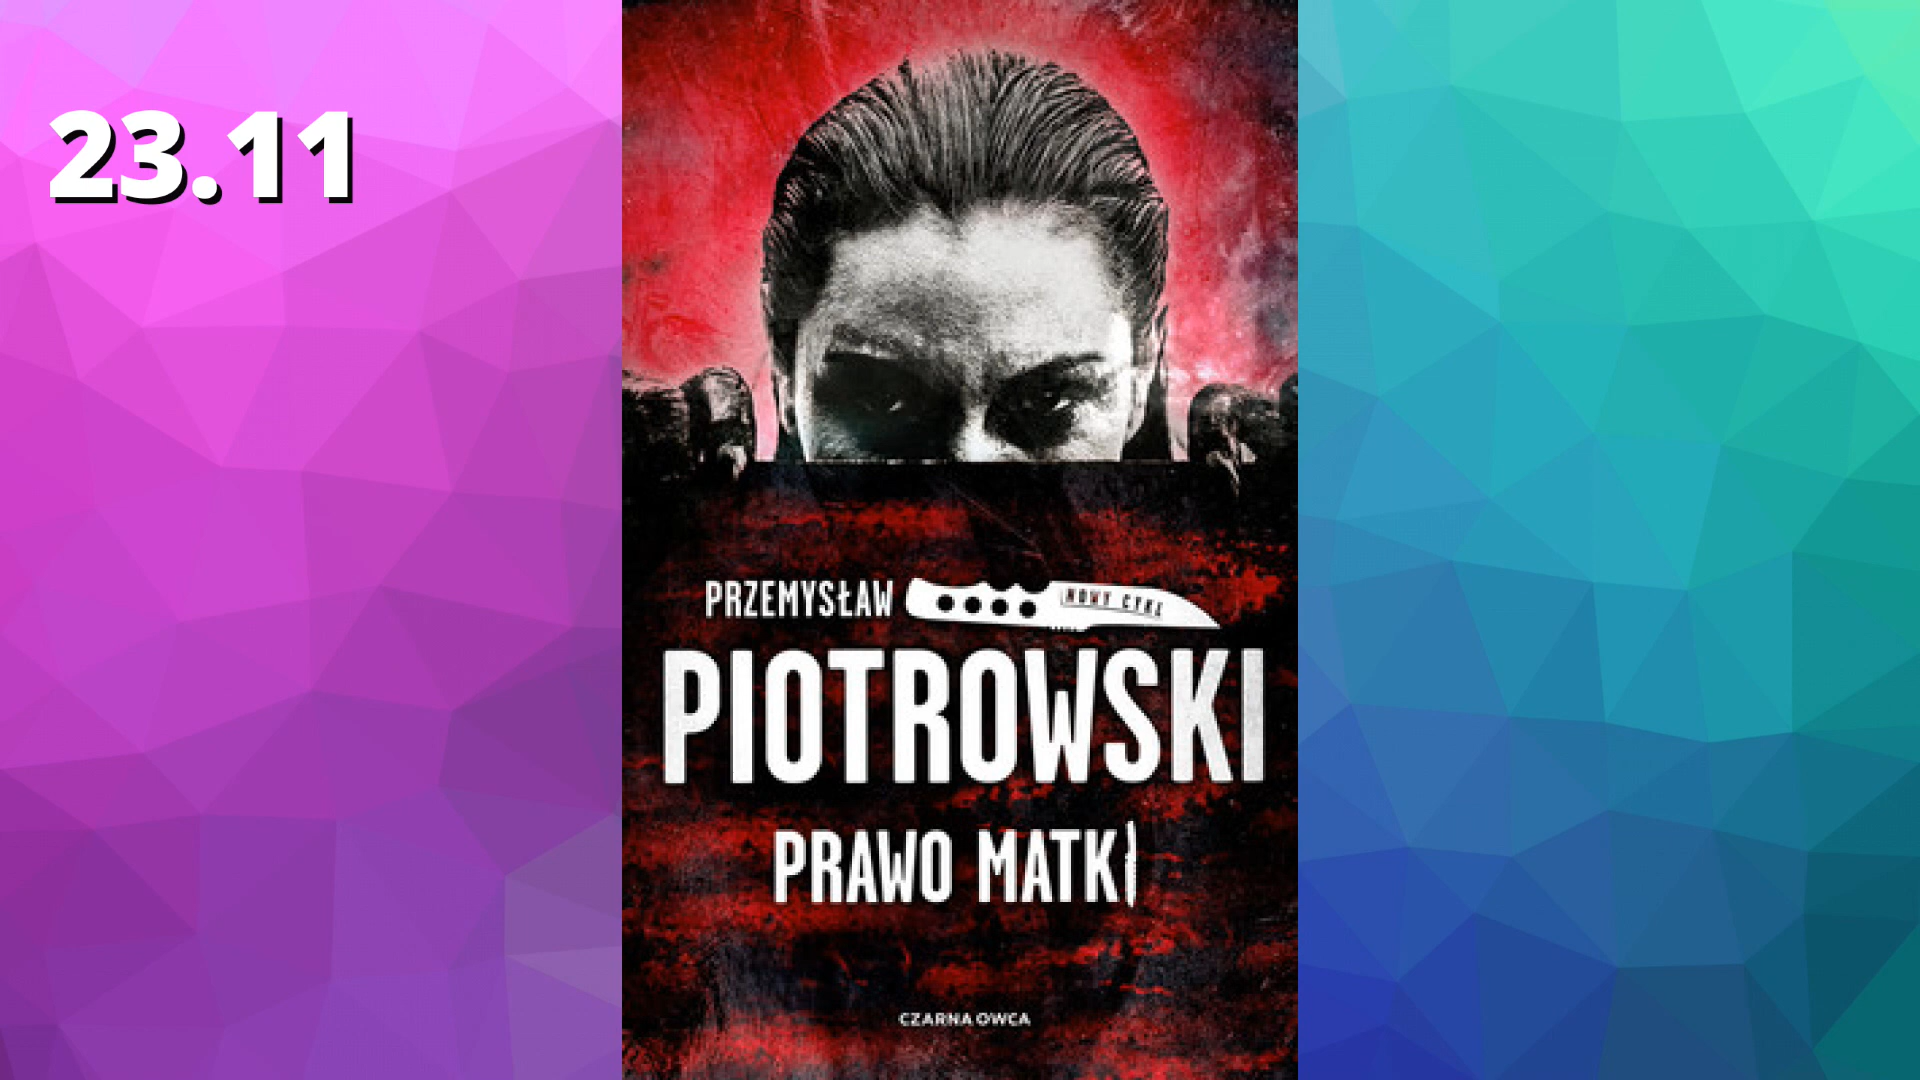 23.11
PRZEMYSŁAW
NOWY CYKL
PIOTROWSKI
PRAWO MATKI
CZARNA OWCA